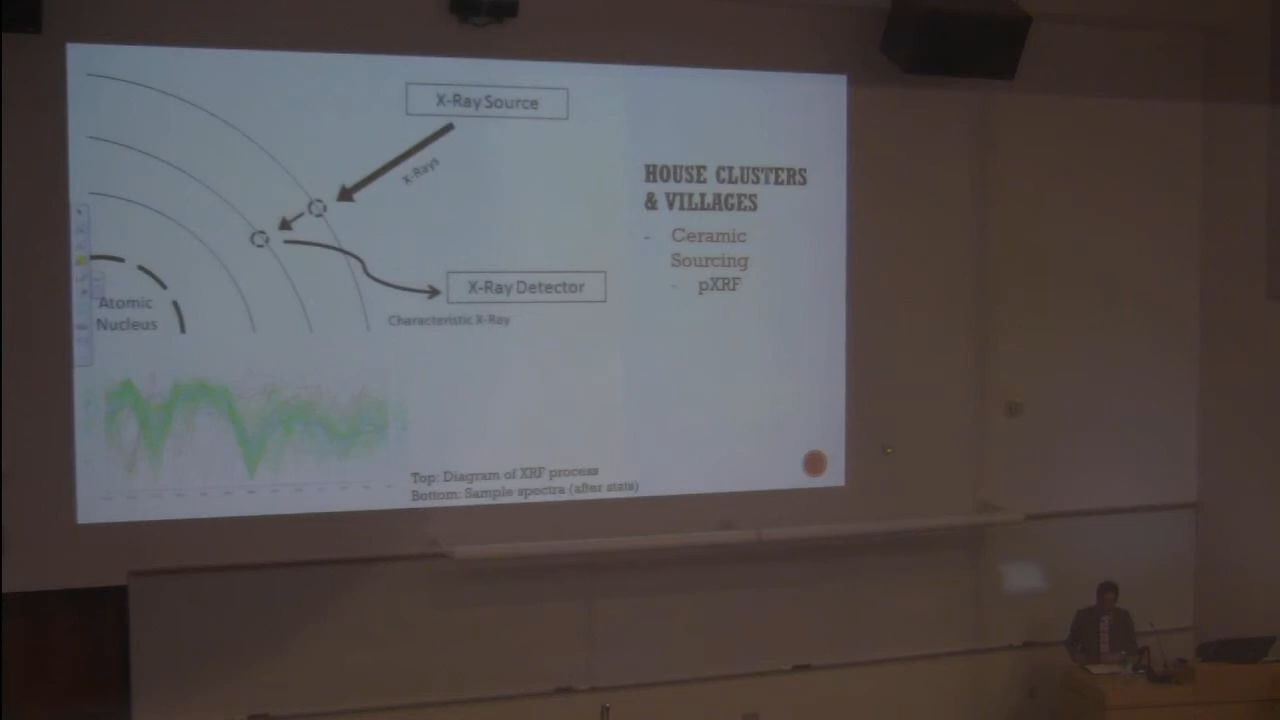 X-Ray Source
X-Rays
X-Ray Detector
Characteristic X-Ray
Atomic
Nucleus
Top: Diagram of XRF process
Bottom: Sample spectra (after stats)
HOUSE CLUSTERS
& VILLAGES
- Ceramic
Sourcing
- pXRF